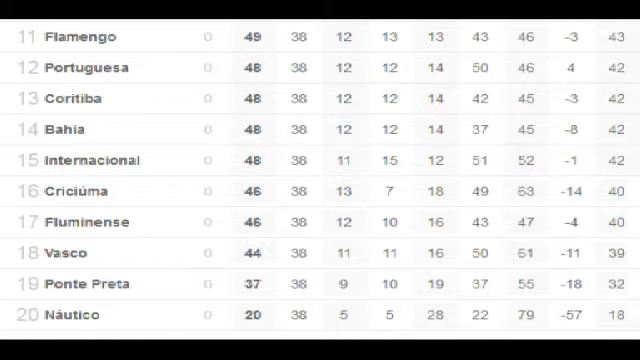 11 Flamengo 0 49 38 12 13 13 43 46 -3 43
12 Portuguesa 0 48 38 12 12 14 50 46 4 42
13 Coritiba 0 48 38 12 12 14 42 45 -3 42
14 Bahia 0 48 38 12 12 14 37 45 -8 42
15 Internacional 0 48 38 11 15 12 51 52 -1 42
16 Criciúma 0 46 38 13 7 18 49 63 -14 40
17 Fluminense 0 46 38 12 10 16 43 47 -4 40
18 Vasco 0 44 38 11 11 16 50 61 -11 39
19 Ponte Preta 0 37 38 9 10 19 37 55 -18 32
20 Náutico 0 20 38 5 5 28 22 79 -57 18